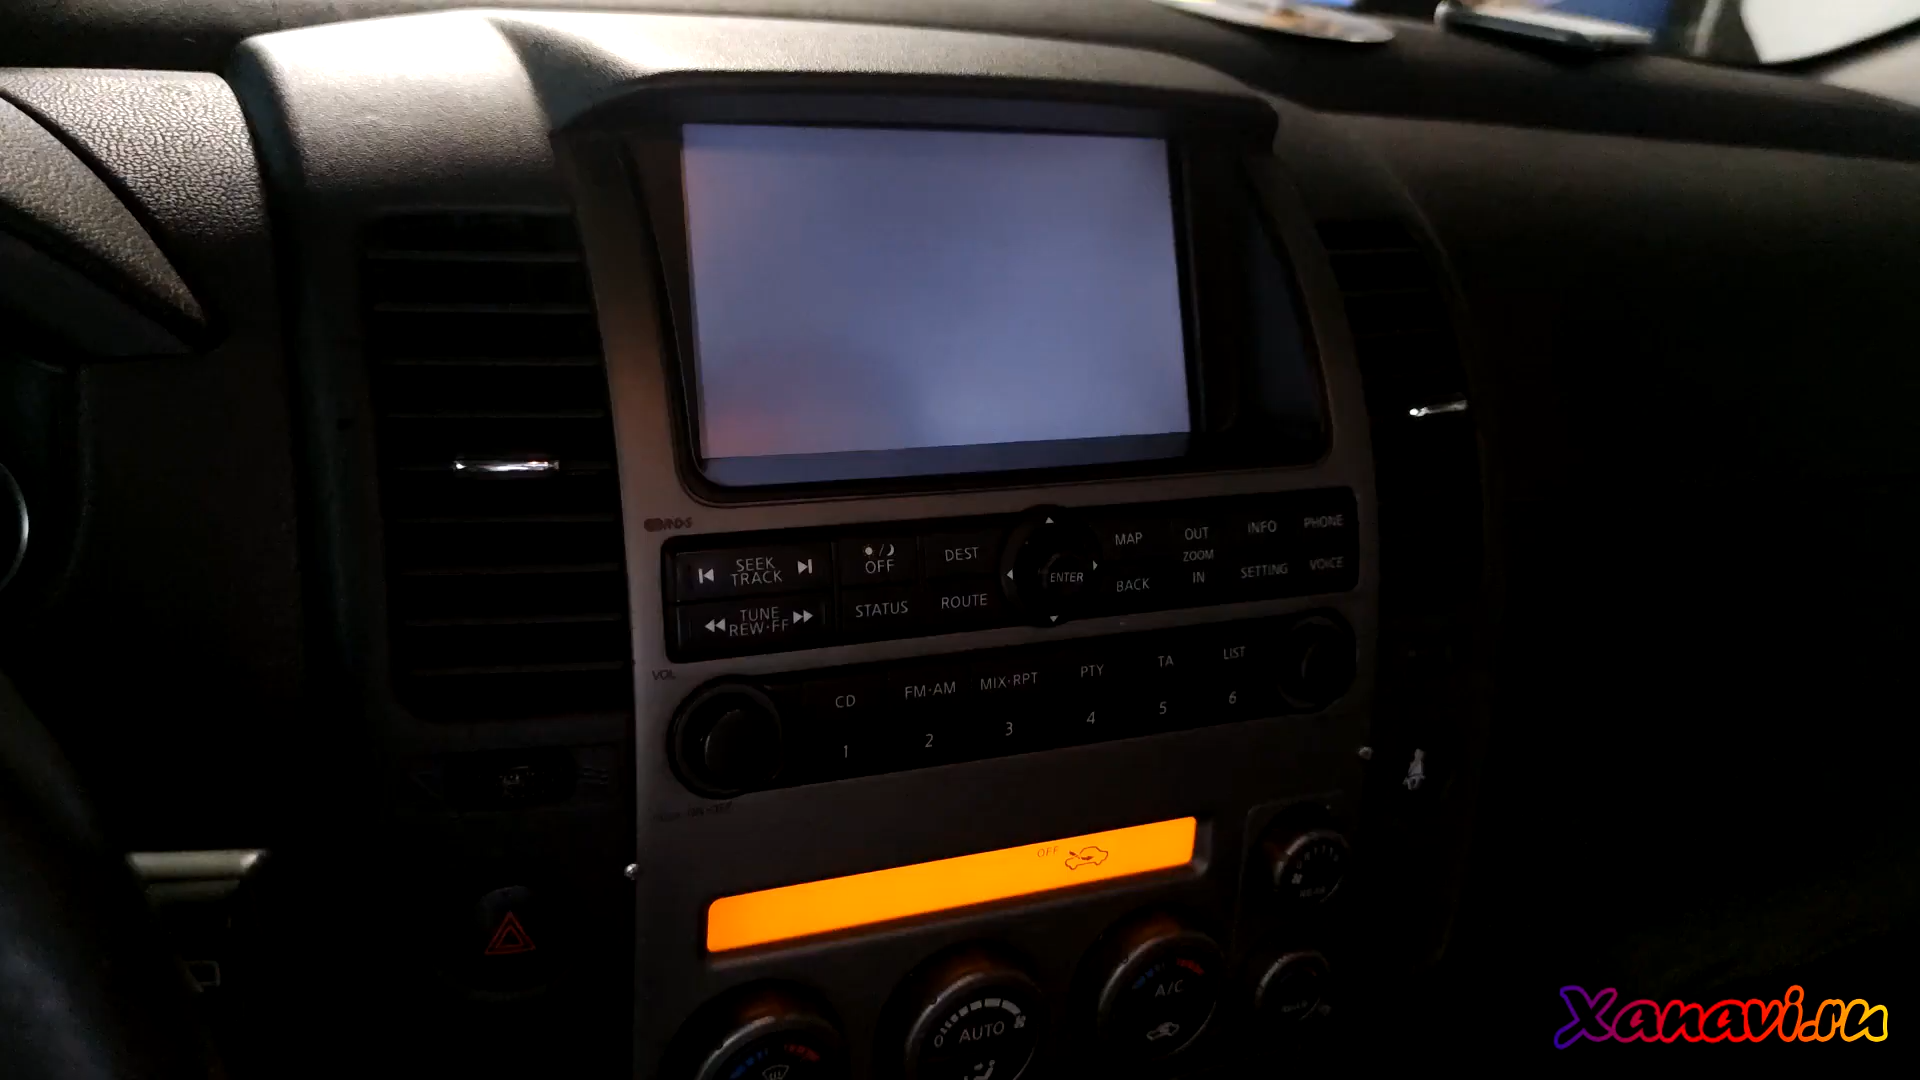 SEEK
TRACK
OFF
DEST
MAP
OUT
INFO
PHONE
ENTER
ZOOM
TUNE
REW·FF
STATUS
ROUTE
BACK
IN
SETTING
VOICE
VOL
CD
FM·AM
MIX·RPT
PTY
TA
LIST
1
2
3
4
5
6
OFF
0
AUTO
A/C
Xanavi.ru